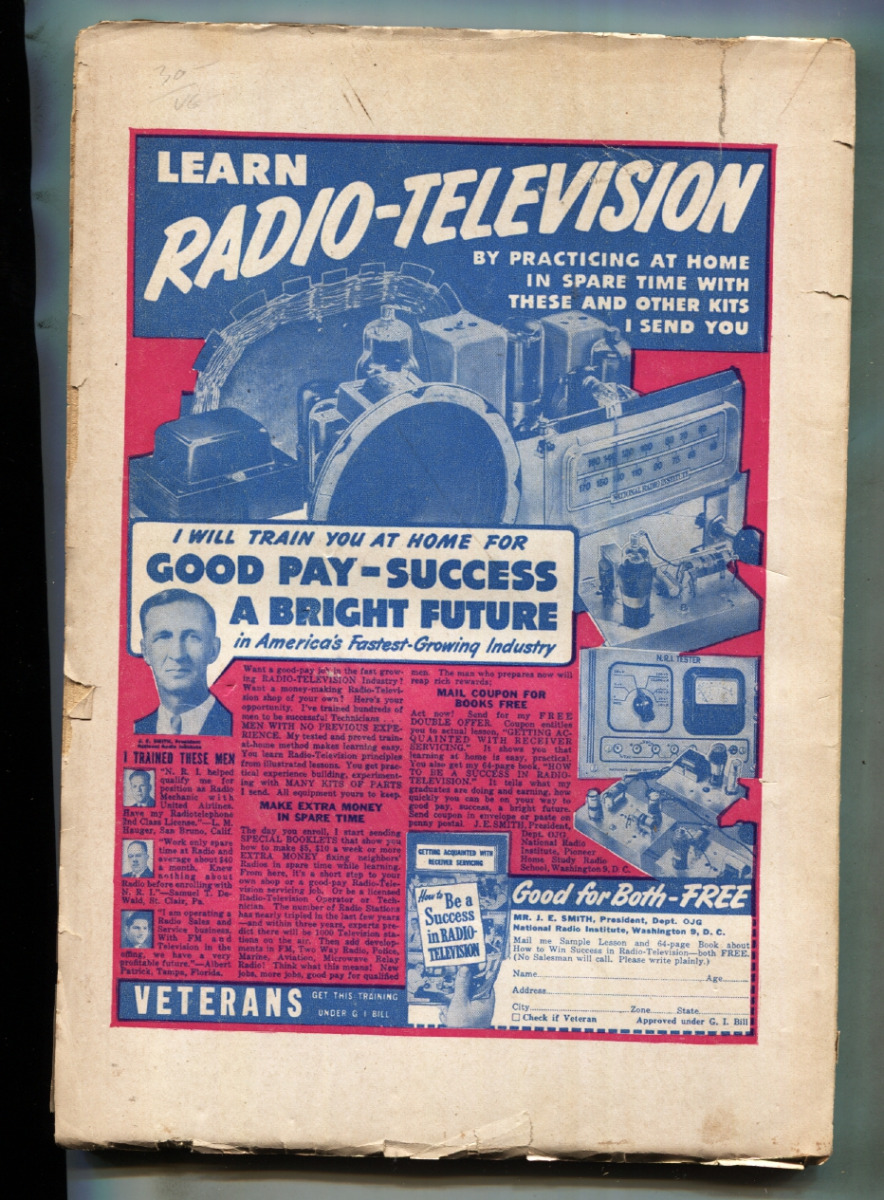 30
VG
LEARN
RADIO-TELEVISION
BY PRACTICING AT HOME
IN SPARE TIME WITH
THESE AND OTHER KITS
I SEND YOU
NATIONAL RADIO INSTITUTE
I WILL TRAIN YOU AT HOME FOR
GOOD PAY-SUCCESS
A BRIGHT FUTURE
in America's Fastest-Growing Industry
N.R.I. TESTER
J. E. SMITH, President
National Radio Institute
I TRAINED THESE MEN
"N. R. I. helped
qualify me for
position as Radio
Mechanic with
United Airlines.
Have my Radiotelephone
2nd Class License."—L. M.
Hauger, San Bruno, Calif.
"Week only spare
time at Radio and
average about $40
a month. Knew
nothing about
Radio before enrolling with
N. R. I."—Samuel T. De-
Wald, St. Clair, Pa.
"I am operating a
Radio Sales and
Service business.
With FM and
Television in the
offing, we have a very
profitable future."—Albert
Patrick, Tampa, Florida.
Want a good-pay job in the fast grow-
ing RADIO-TELEVISION Industry?
Want a money-making Radio-Televi-
sion shop of your own? Here's your
opportunity. I've trained hundreds of
men to be successful Technicians . . .
MEN WITH NO PREVIOUS EXPE-
RIENCE. My tested and proved train-
at-home method makes learning easy.
You learn Radio-Television principles
from illustrated lessons. You get prac-
tical experience building, experiment-
ing with MANY KITS OF PARTS
I send. All equipment yours to keep.
MAKE EXTRA MONEY
IN SPARE TIME
The day you enroll, I start sending
SPECIAL BOOKLETS that show you
how to make $5, $10 a week or more
EXTRA MONEY fixing neighbors'
Radios in spare time while learning.
From here, it's a short step to your
own shop or a good-pay Radio-Tele-
vision servicing job. Or be a licensed
Radio-Television Operator or Tech-
nician. The number of Radio Stations
has nearly tripled in the last few years
—and within three years, experts pre-
dict there will be 1000 Television sta-
tions on the air. Then add develop-
ments in FM, Two Way Radio, Police,
Marine, Aviation, Microwave Relay
Radio! Think what this means! New
jobs, more jobs, good pay for qualified
men. The man who prepares now will
reap rich rewards.
MAIL COUPON FOR
BOOKS FREE
Act now! Send for my FREE
DOUBLE OFFER. Coupon entitles
you to actual lesson, "GETTING AC-
QUAINTED WITH RECEIVER
SERVICING." It shows you that
learning at home is easy, practical.
You also get my 64-page book, "HOW
TO BE A SUCCESS IN RADIO-
TELEVISION." It tells what my
graduates are doing and earning, how
quickly you can be on your way to
good pay, success, a bright future.
Send coupon in envelope or paste on
penny postal. J. E. SMITH, President,
Dept. OJG,
National Radio
Institute, Pioneer
Home Study Radio
School, Washington 9, D. C.
GETTING ACQUAINTED WITH
RECEIVER SERVICING
How to
Be a
Success
in RADIO-
TELEVISION
Good for Both-FREE
MR. J. E. SMITH, President, Dept. OJG
National Radio Institute, Washington 9, D. C.
Mail me Sample Lesson and 64-page Book about
How to Win Success in Radio-Television—both FREE.
(No Salesman will call. Please write plainly.)
Name Age
Address
City Zone State
Check if Veteran Approved under G. I. Bill
VETERANS GET THIS TRAINING
UNDER G I BILL